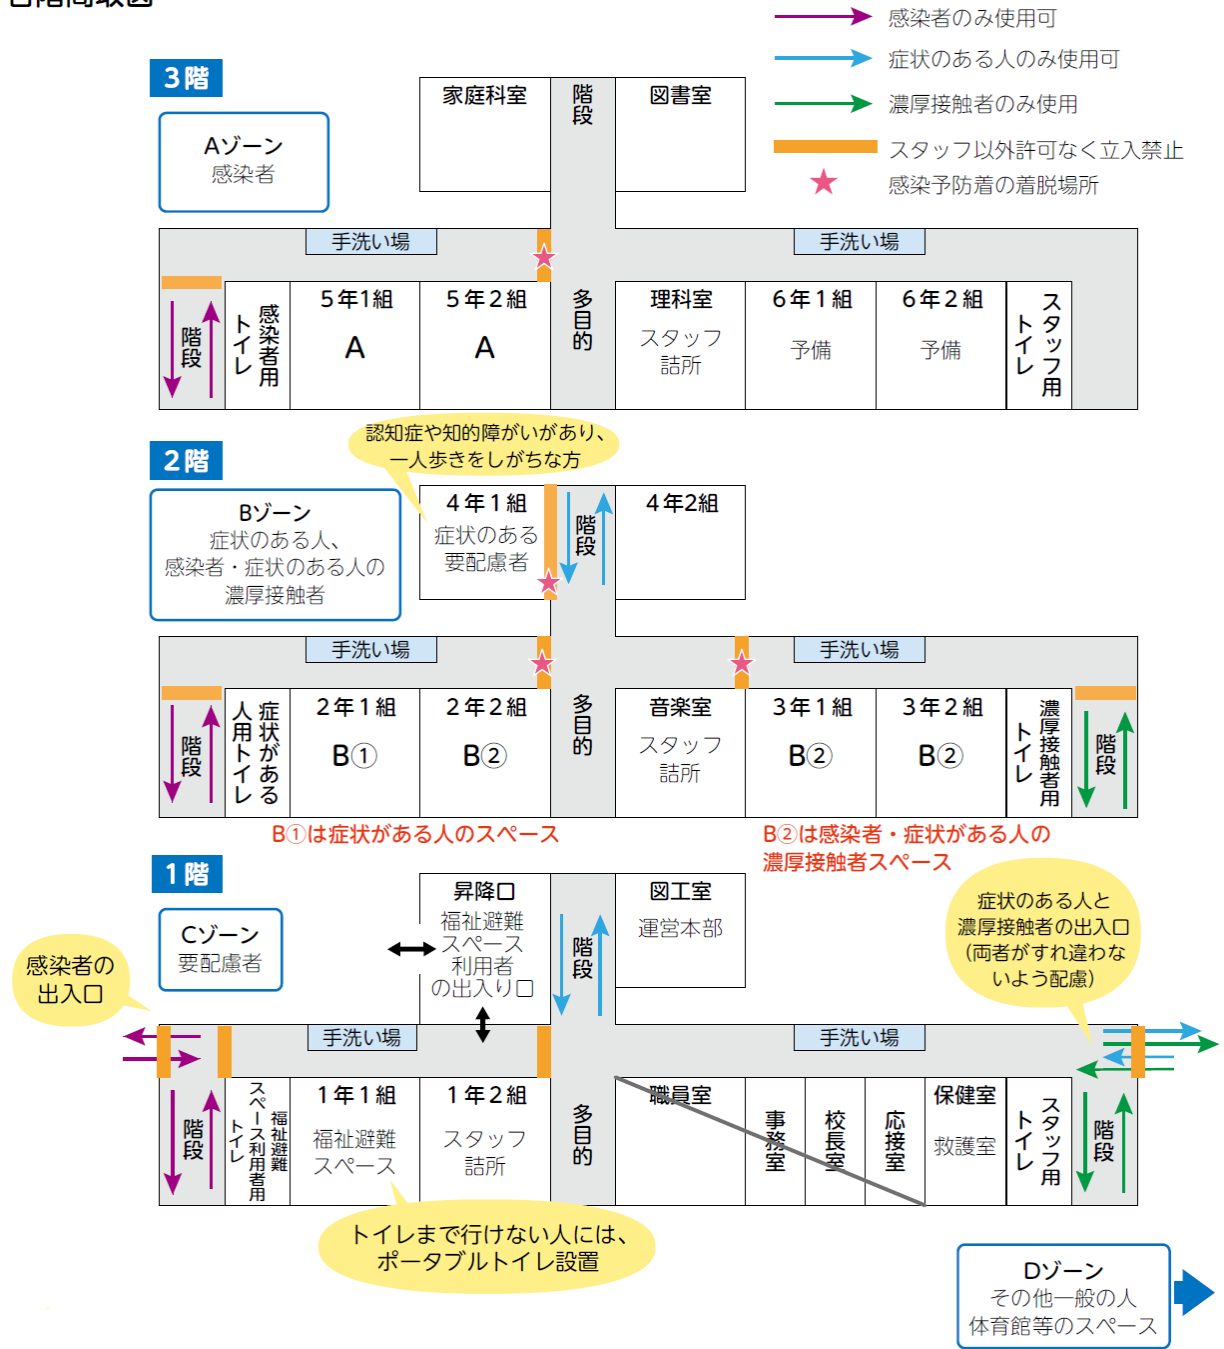 感染者のみ使用可
症状のある人のみ使用可
濃厚接触者のみ使用
スタッフ以外許可なく立入禁止
感染予防着の着脱場所
3階
Aゾーン
感染者
家庭科室
階段
図書室
手洗い場
手洗い場
階段
感染者用
トイレ
5年1組
A
5年2組
A
多目的
理科室
スタッフ
詰所
6年1組
予備
6年2組
予備
スタッフ用
トイレ
認知症や知的障がいがあり、
一人歩きをしがちな方
2階
Bゾーン
症状のある人、
感染者・症状のある人の
濃厚接触者
4年1組
症状のある
要配慮者
階段
4年2組
手洗い場
手洗い場
階段
症状がある
人用トイレ
2年1組
B①
2年2組
B②
多目的
音楽室
スタッフ
詰所
3年1組
B②
3年2組
B②
濃厚接触者用
トイレ
階段
B①は症状がある人のスペース
B②は感染者・症状がある人の
濃厚接触者スペース
1階
Cゾーン
要配慮者
感染者の
出入口
昇降口
福祉避難
スペース
利用者
の出入り口
階段
図工室
運営本部
症状のある人と
濃厚接触者の出入口
(両者がすれ違わな
いよう配慮)
手洗い場
手洗い場
階段
福祉避難
スペース利用者用
トイレ
1年1組
福祉避難
スペース
1年2組
スタッフ
詰所
多目的
職員室
事務室
校長室
応接室
保健室
救護室
スタッフ用
トイレ
階段
トイレまで行けない人には、
ポータブルトイレ設置
Dゾーン
その他一般の人
体育館等のスペース